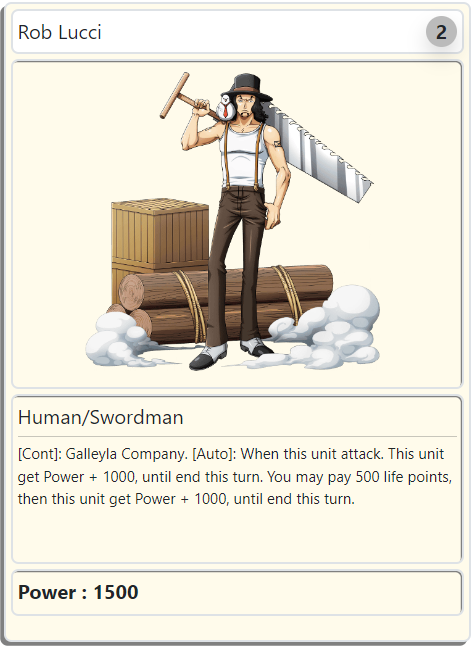 Rob Lucci
2
Human/Swordman
[Cont]: Galleyla Company. [Auto]: When this unit attack. This unit
get Power + 1000, until end this turn. You may pay 500 life points,
then this unit get Power + 1000, until end this turn.
Power : 1500